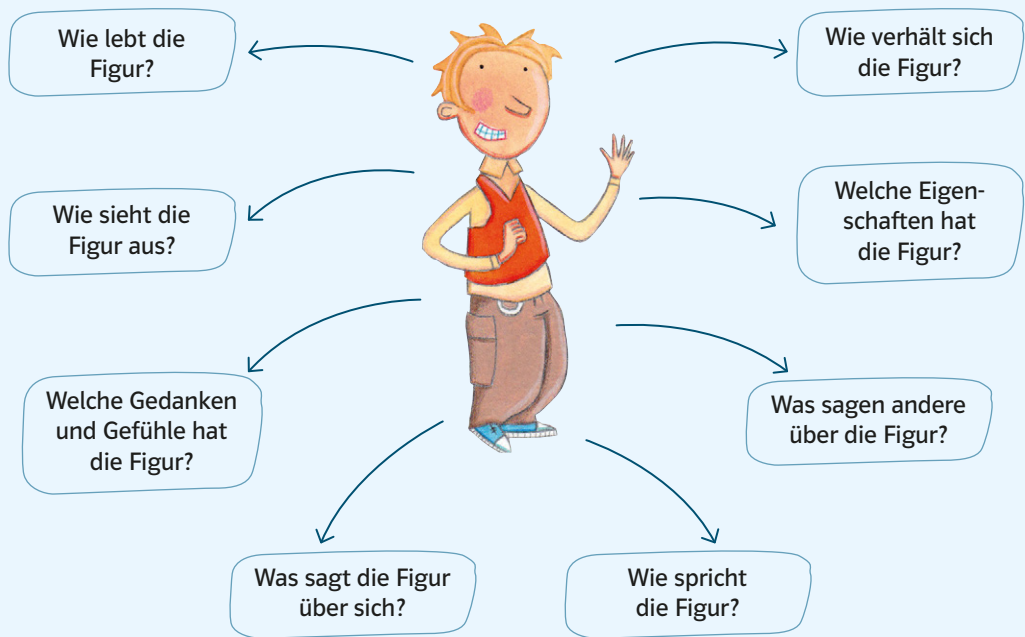 Wie lebt die
Figur?
Wie verhält sich
die Figur?
Wie sieht die
Figur aus?
Welche Eigen-
schaften hat
die Figur?
Welche Gedanken
und Gefühle hat
die Figur?
Was sagen andere
über die Figur?
Was sagt die Figur
über sich?
Wie spricht
die Figur?